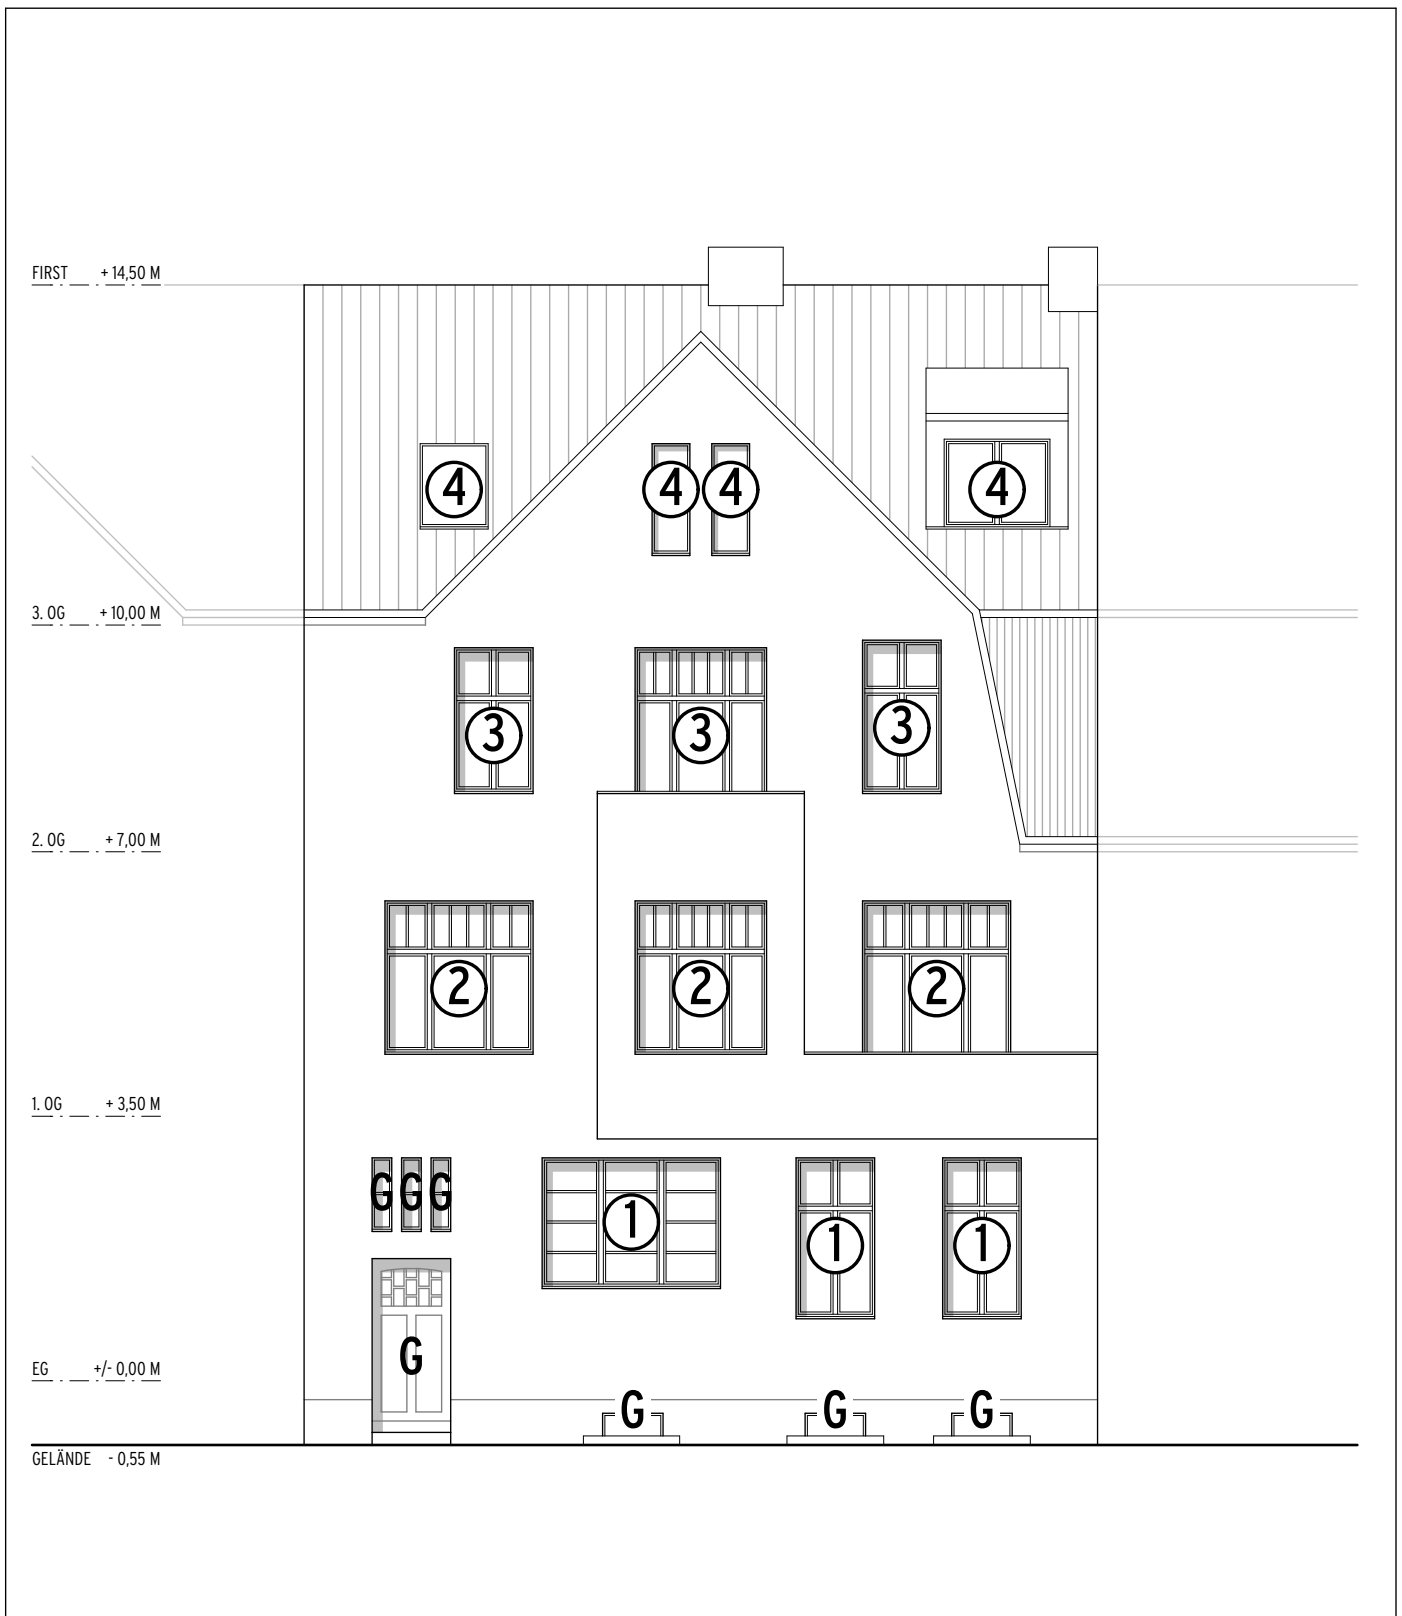 FIRST + 14,50 M
4 4 4 4
3. OG + 10,00 M
3 3 3
2. OG + 7,00 M
2 2 2
1. OG + 3,50 M
G G G
1 1 1
G
EG +/- 0,00 M
G G G
GELÄNDE - 0,55 M